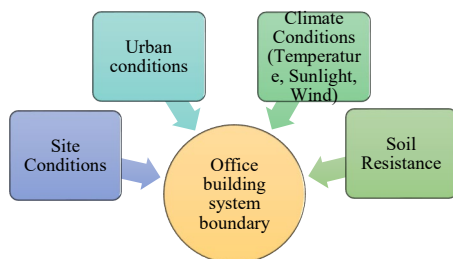 Urban
conditions
Climate
Conditions
(Temperatur
e, Sunlight,
Wind)
Site
Conditions
Office
building
system
boundary
Soil
Resistance